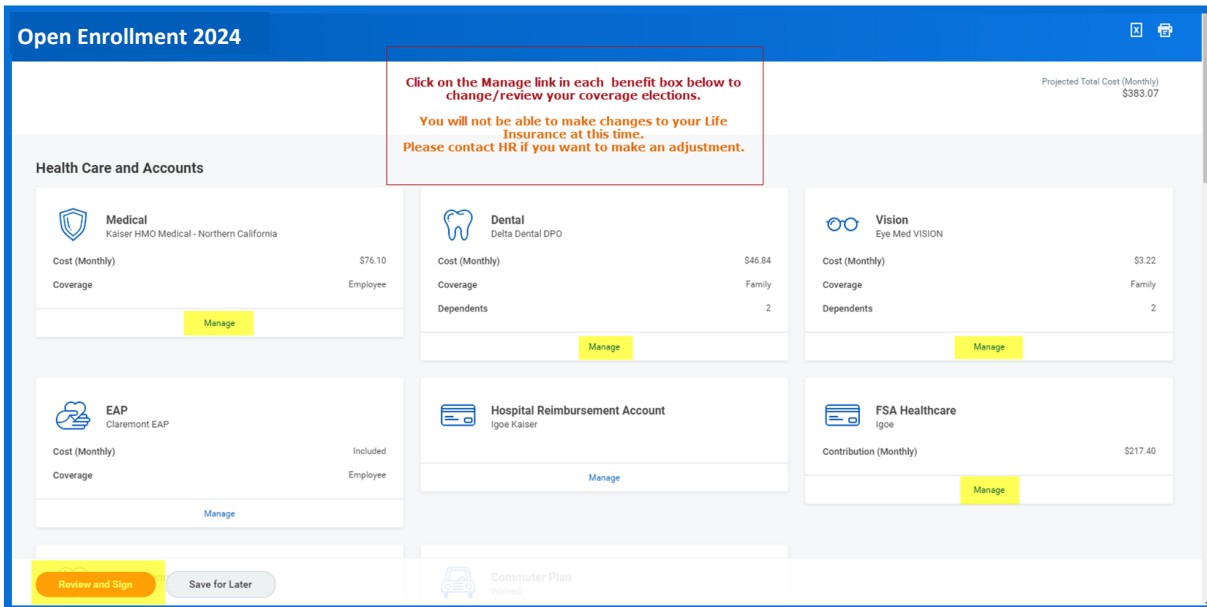 Open Enrollment 2024
Click on the Manage link in each benefit box below to
change/review your coverage elections.
You will not be able to make changes to your Life
Insurance at this time.
Please contact HR if you want to make an adjustment.
Projected Total Cost (Monthly)
$383.07
Health Care and Accounts
Medical
Kaiser HMO Medical - Northern California
Cost (Monthly) $76.10
Coverage Employee
Manage
Dental
Delta Dental DPO
Cost (Monthly) $46.84
Coverage Family
Dependents 2
Manage
Vision
Eye Med VISION
Cost (Monthly) $3.22
Coverage Family
Dependents 2
Manage
EAP
Claremont EAP
Cost (Monthly) Included
Coverage Employee
Manage
Hospital Reimbursement Account
Igoe Kaiser
Manage
FSA Healthcare
Igoe
Contribution (Monthly) $217.40
Manage
Commuter Plan
Waived
Review and Sign
Save for Later